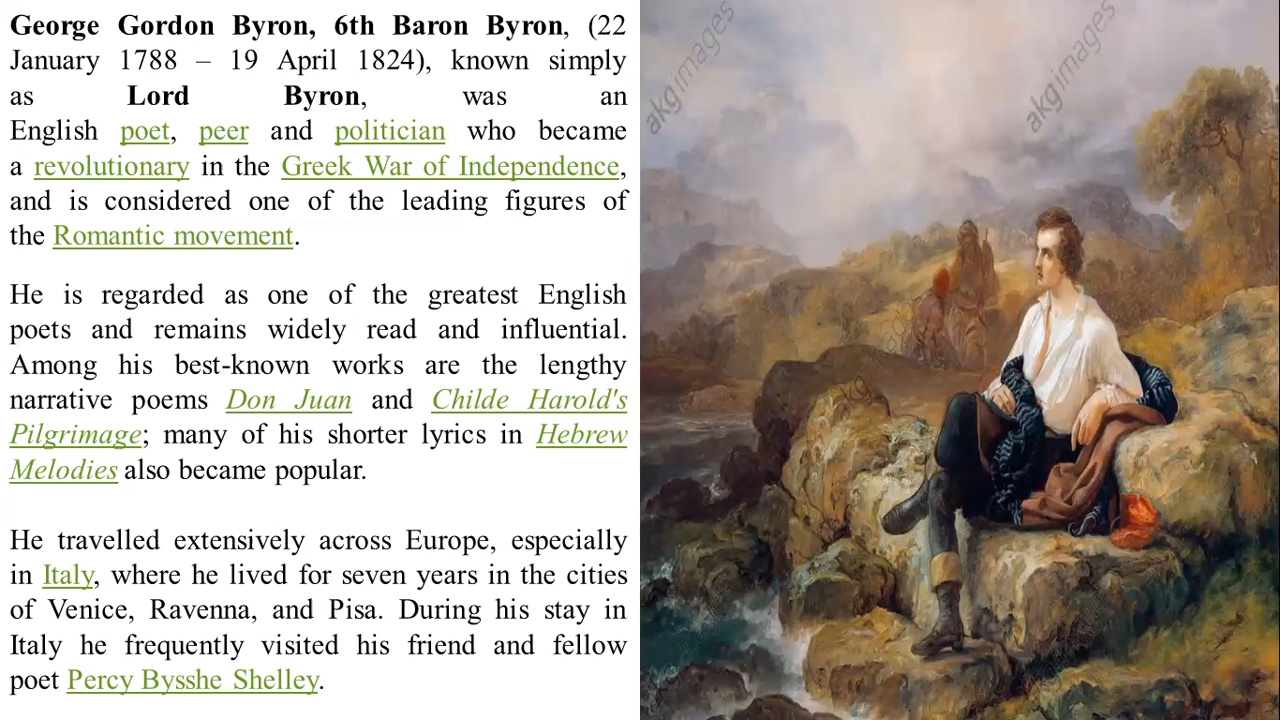 George Gordon Byron, 6th Baron Byron, (22
January 1788 – 19 April 1824), known simply
as Lord Byron, was an
English poet, peer and politician who became
a revolutionary in the Greek War of Independence,
and is considered one of the leading figures of
the Romantic movement.
He is regarded as one of the greatest English
poets and remains widely read and influential.
Among his best-known works are the lengthy
narrative poems Don Juan and Childe Harold's
Pilgrimage; many of his shorter lyrics in Hebrew
Melodies also became popular.
He travelled extensively across Europe, especially
in Italy, where he lived for seven years in the cities
of Venice, Ravenna, and Pisa. During his stay in
Italy he frequently visited his friend and fellow
poet Percy Bysshe Shelley.
akg images
akg images